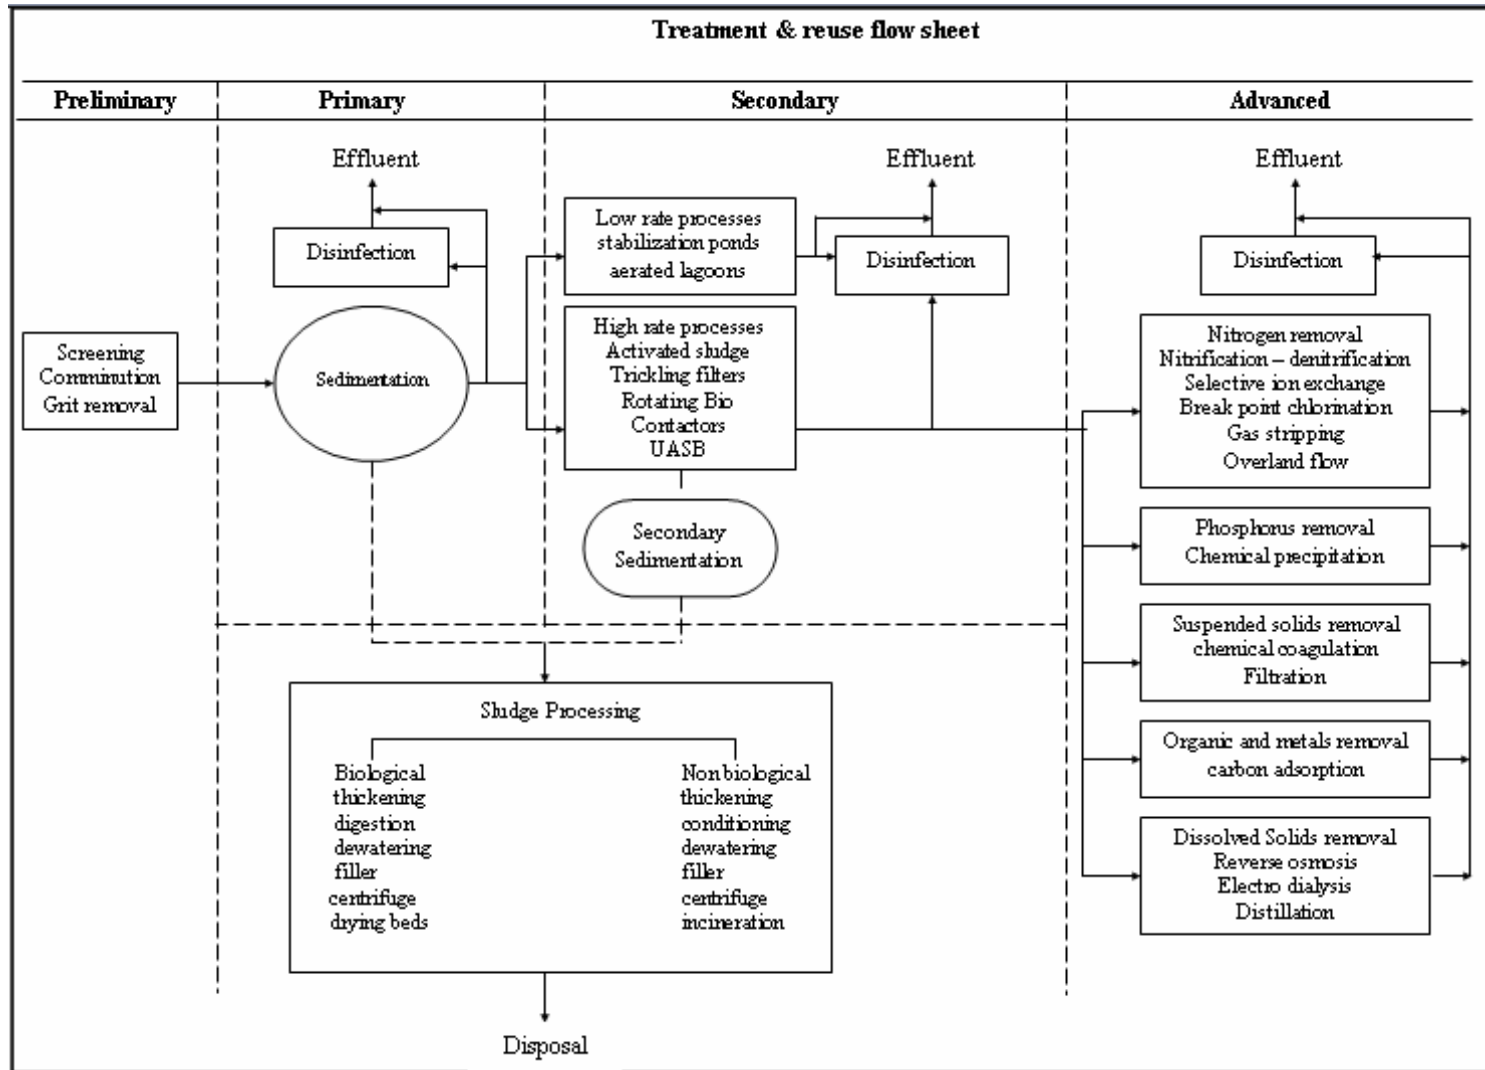 Treatment & reuse flow sheet
Preliminary
Primary
Secondary
Advanced
Effluent
Effluent
Effluent
Disinfection
Low rate processes
stabilization ponds
aerated lagoons
Disinfection
Disinfection
Screening
Comminution
Grit removal
Sedimentation
High rate processes
Activated sludge
Trickling filters
Rotating Bio
Contactors
UASB
Secondary
Sedimentation
Nitrogen removal
Nitrification – denitrification
Selective ion exchange
Break point chlorination
Gas stripping
Overland flow
Phosphorus removal
Chemical precipitation
Suspended solids removal
chemical coagulation
Filtration
Organic and metals removal
carbon adsorption
Dissolved Solids removal
Reverse osmosis
Electro dialysis
Distillation
Sludge Processing
Biological
thickening
digestion
dewatering
filler
centrifuge
drying beds
Non biological
thickening
conditioning
dewatering
filler
centrifuge
incineration
Disposal